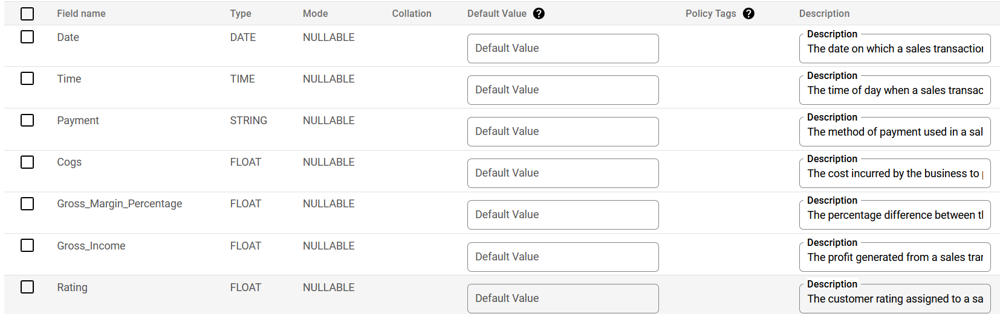 Field name Type Mode Collation Default Value ? Policy Tags ? Description
Date DATE NULLABLE Default Value Description
The date on which a sales transaction
Time TIME NULLABLE Default Value Description
The time of day when a sales transac
Payment STRING NULLABLE Default Value Description
The method of payment used in a sal
Cogs FLOAT NULLABLE Default Value Description
The cost incurred by the business to
Gross_Margin_Percentage FLOAT NULLABLE Default Value Description
The percentage difference between
Gross_Income FLOAT NULLABLE Default Value Description
The profit generated from a sales tran
Rating FLOAT NULLABLE Default Value Description
The customer rating assigned to a sa